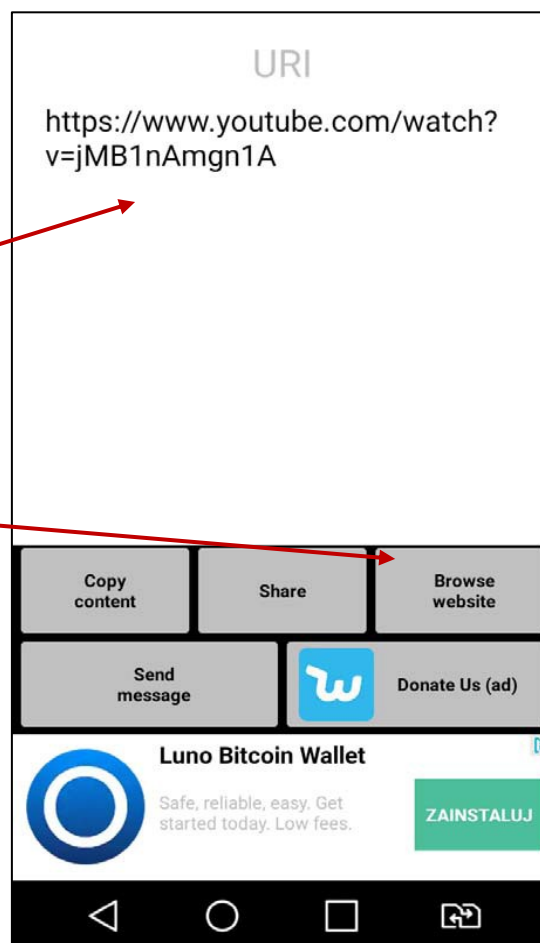 URI
https://www.youtube.com/watch?
v=jMB1nAmgn1A
Copy
content
Share
Browse
website
Send
message
Donate Us (ad)
Luno Bitcoin Wallet
Safe, reliable, easy. Get
started today. Low fees.
ZAINSTALUJ